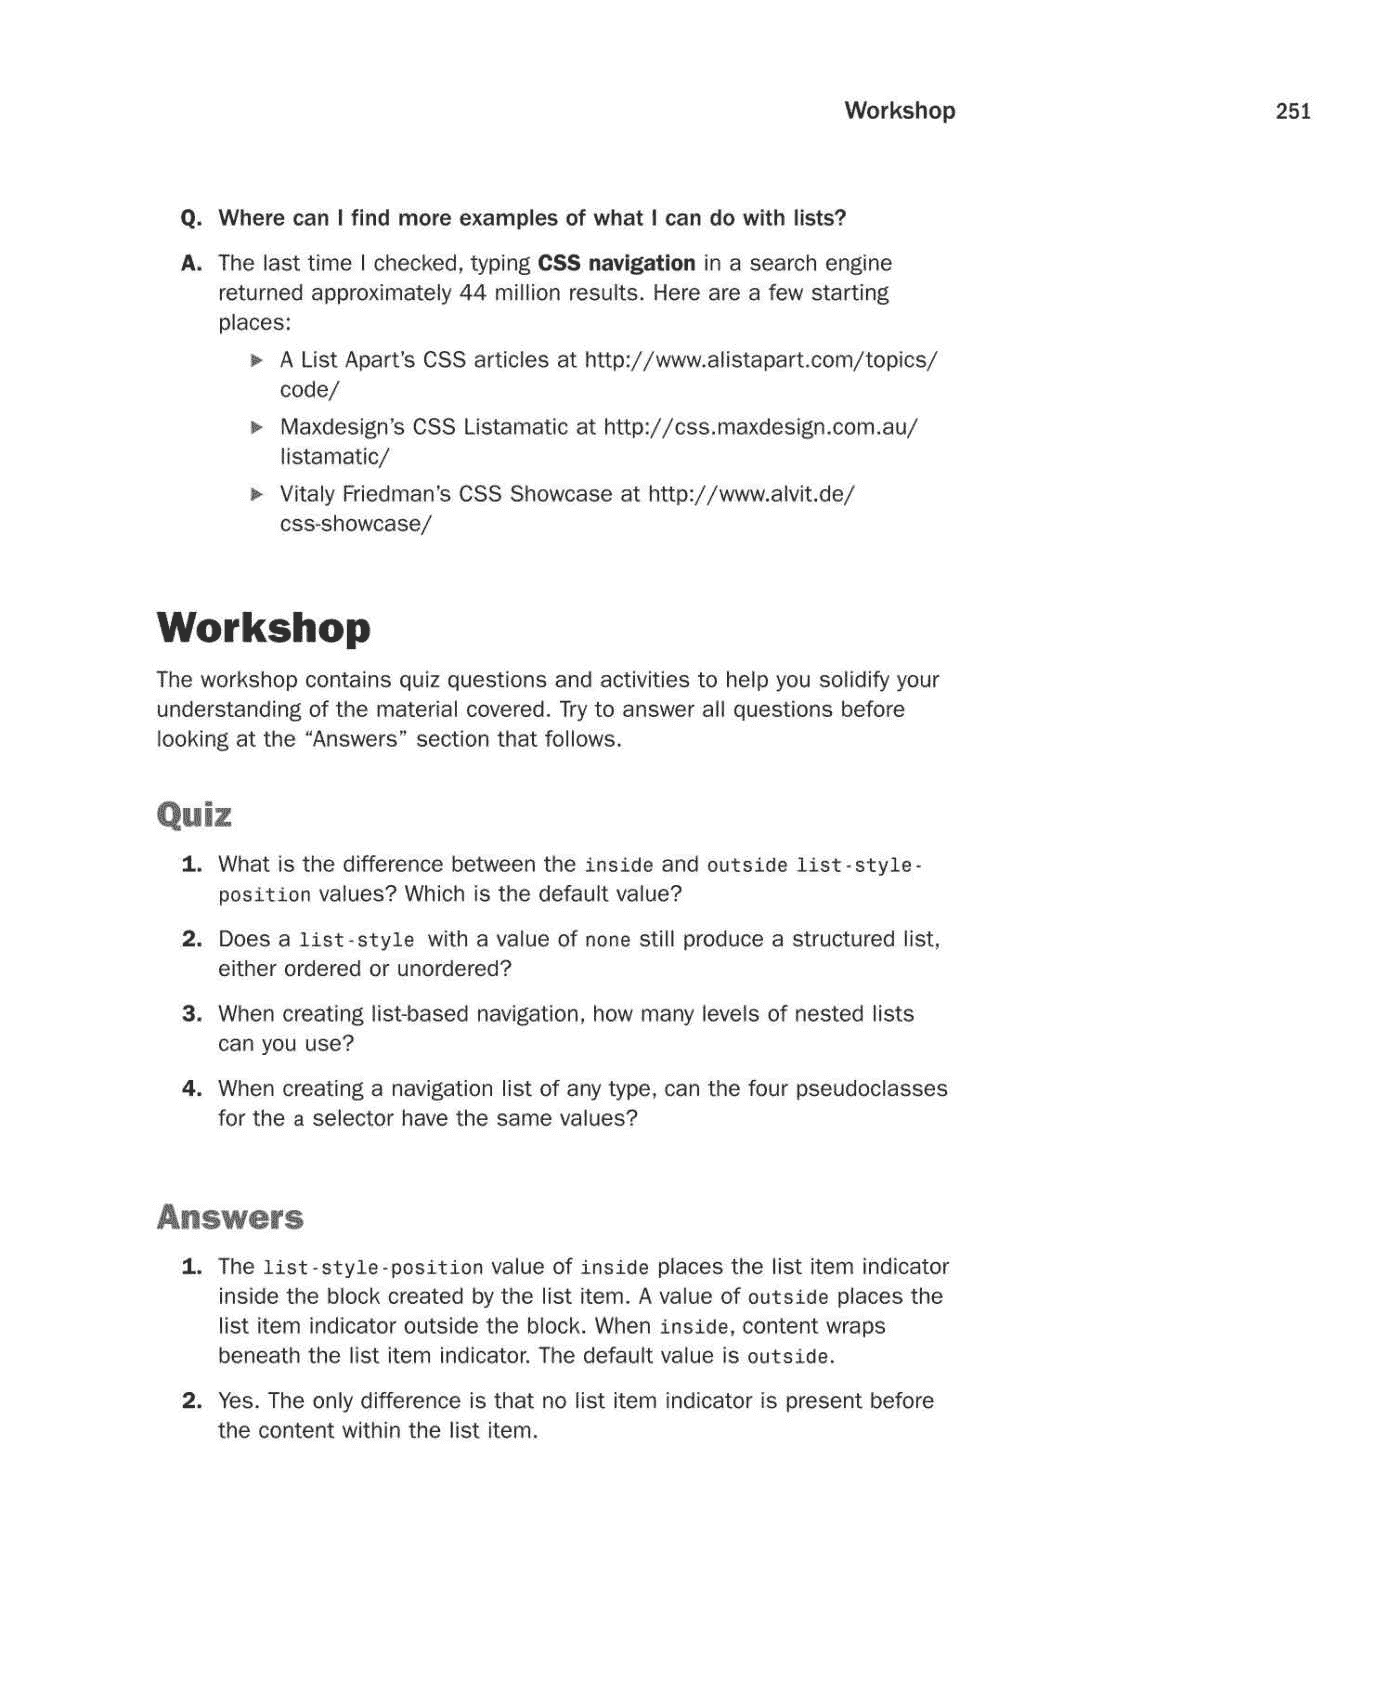 Workshop 251
Q. Where can I find more examples of what I can do with lists?
A. The last time I checked, typing CSS navigation in a search engine
returned approximately 44 million results. Here are a few starting
places:
▶ A List Apart's CSS articles at http://www.alistapart.com/topics/
code/
▶ Maxdesign's CSS Listamatic at http://css.maxdesign.com.au/
listamatic/
▶ Vitaly Friedman's CSS Showcase at http://www.alvit.de/
css-showcase/
Workshop
The workshop contains quiz questions and activities to help you solidify your
understanding of the material covered. Try to answer all questions before
looking at the “Answers” section that follows.
Quiz
1. What is the difference between the inside and outside list-style-
position values? Which is the default value?
2. Does a list-style with a value of none still produce a structured list,
either ordered or unordered?
3. When creating list-based navigation, how many levels of nested lists
can you use?
4. When creating a navigation list of any type, can the four pseudoclasses
for the a selector have the same values?
Answers
1. The list-style-position value of inside places the list item indicator
inside the block created by the list item. A value of outside places the
list item indicator outside the block. When inside, content wraps
beneath the list item indicator. The default value is outside.
2. Yes. The only difference is that no list item indicator is present before
the content within the list item.